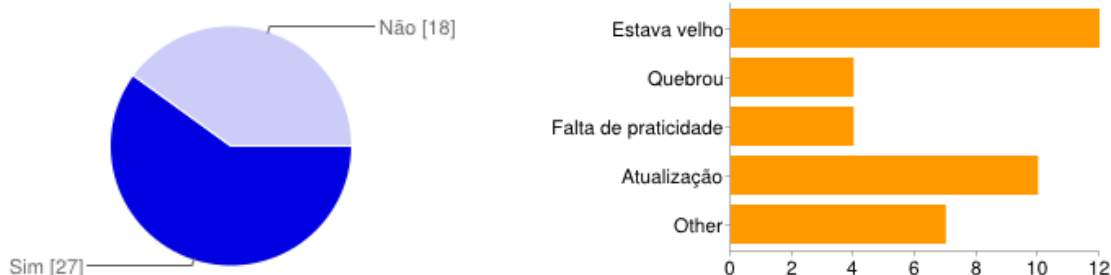 Não [18]
Sim [27]
Estava velho
Quebrou
Falta de praticidade
Atualização
Other
0 2 4 6 8 10 12